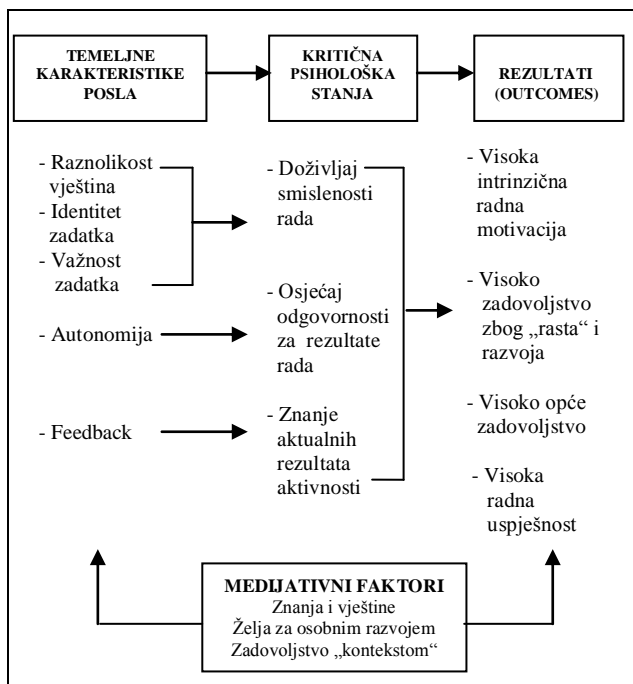 TEMELJNE
KARAKTERISTIKE
POSLA
KRITIČNA
PSIHOLOŠKA
STANJA
REZULTATI
(OUTCOMES)
- Raznolikost
vještina
- Identitet
zadatka
- Važnost
zadatka
- Autonomija
- Feedback
- Doživljaj
smislenosti
rada
- Osjećaj
odgovornosti
za rezultate
rada
- Znanje
aktualnih
rezultata
aktivnosti
- Visoka
intrinzična
radna
motivacija
- Visoko
zadovoljstvo
zbog „rasta“ i
razvoja
- Visoko opće
zadovoljstvo
- Visoka
radna
uspješnost
MEDIJATIVNI FAKTORI
Znanja i vještine
Želja za osobnim razvojem
Zadovoljstvo „kontekstom“